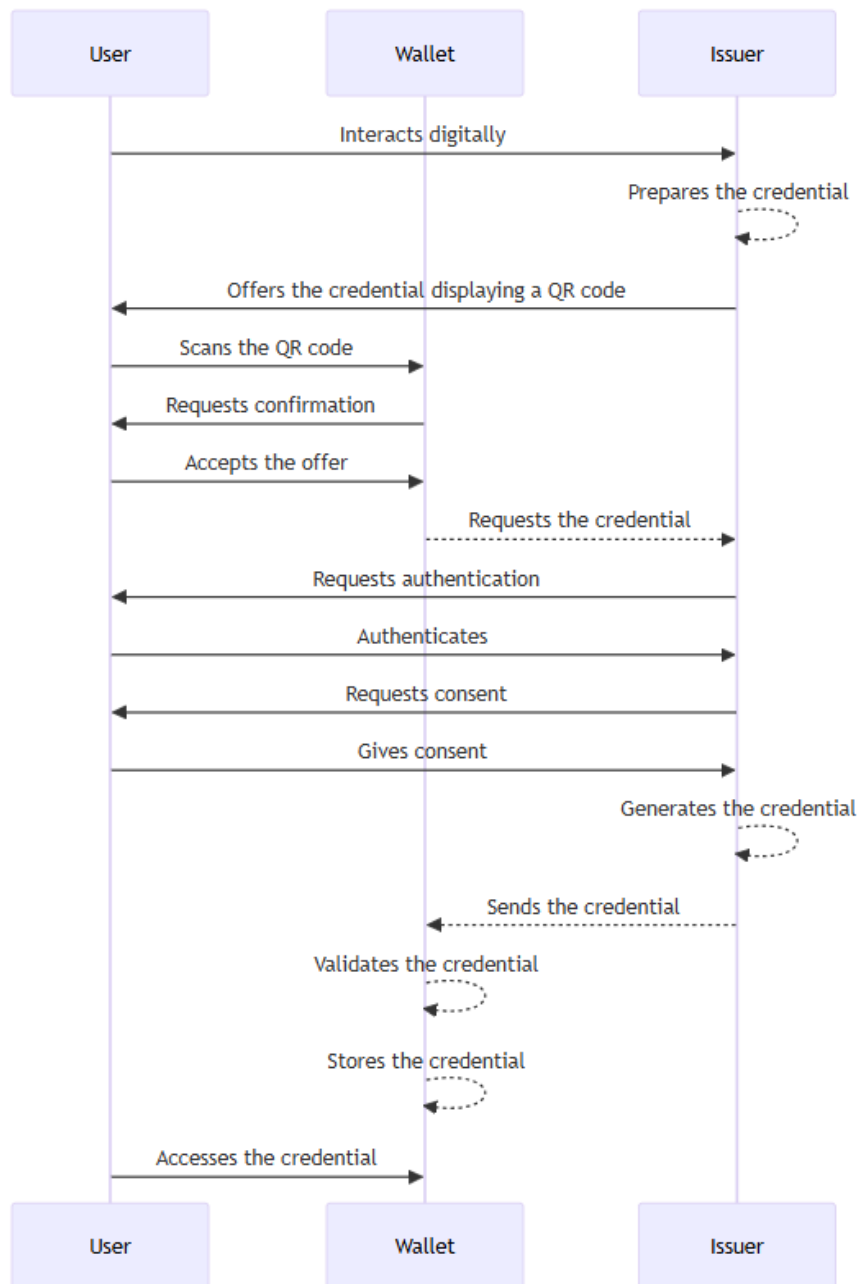 User Wallet Issuer
Interacts digitally
Prepares the credential
Offers the credential displaying a QR code
Scans the QR code
Requests confirmation
Accepts the offer
Requests the credential
Requests authentication
Authenticates
Requests consent
Gives consent
Generates the credential
Sends the credential
Validates the credential
Stores the credential
Accesses the credential
User Wallet Issuer